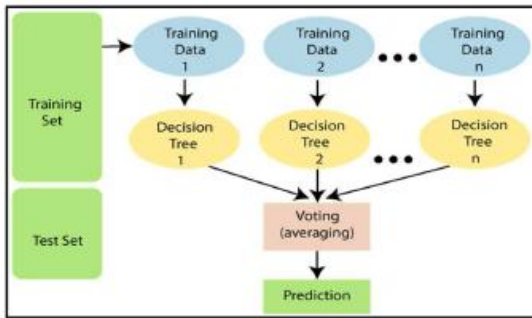 Training
Set
Test Set
Training
Data
1
Training
Data
2
Training
Data
n
Decision
Tree
1
Decision
Tree
2
Decision
Tree
n
Voting
(averaging)
Prediction